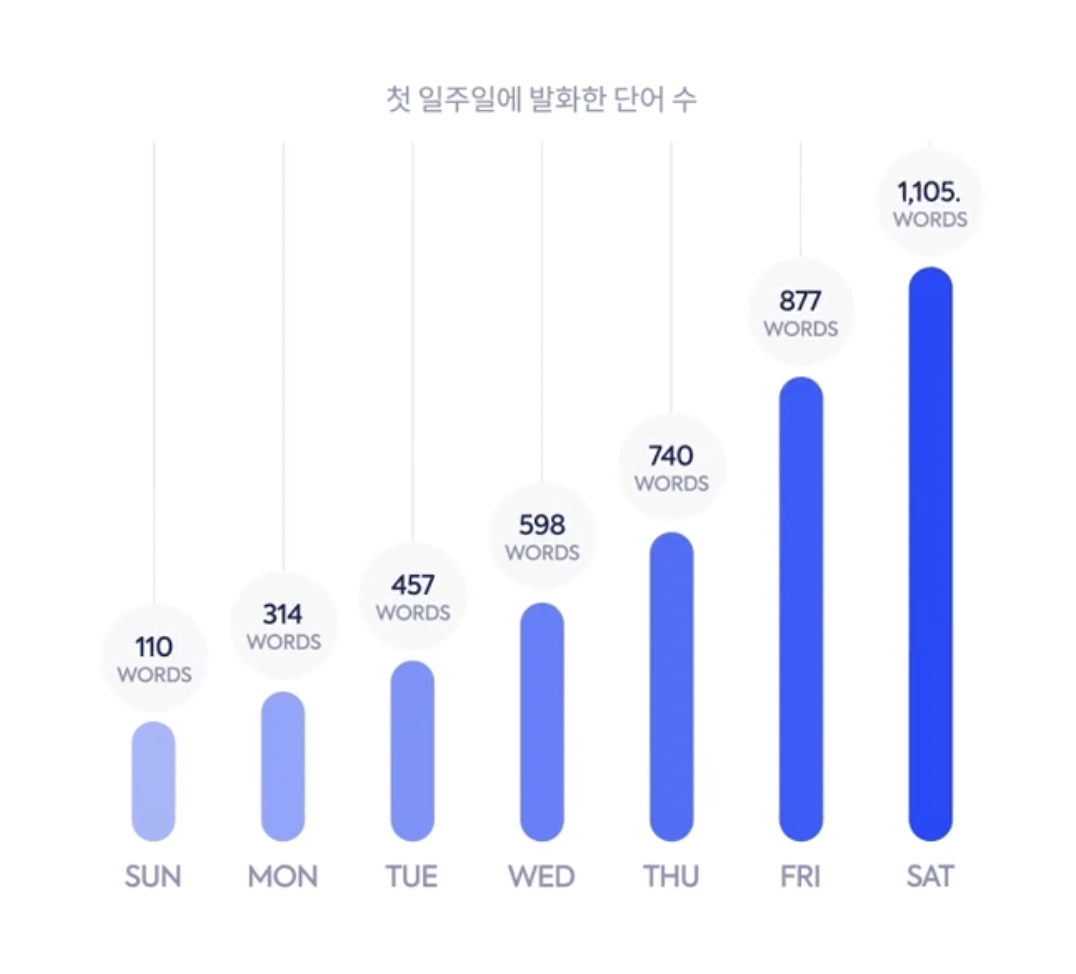 첫 일주일에 발화한 단어 수
1,105.
WORDS
877
WORDS
740
WORDS
598
WORDS
457
WORDS
314
WORDS
110
WORDS
SUN MON TUE WED THU FRI SAT